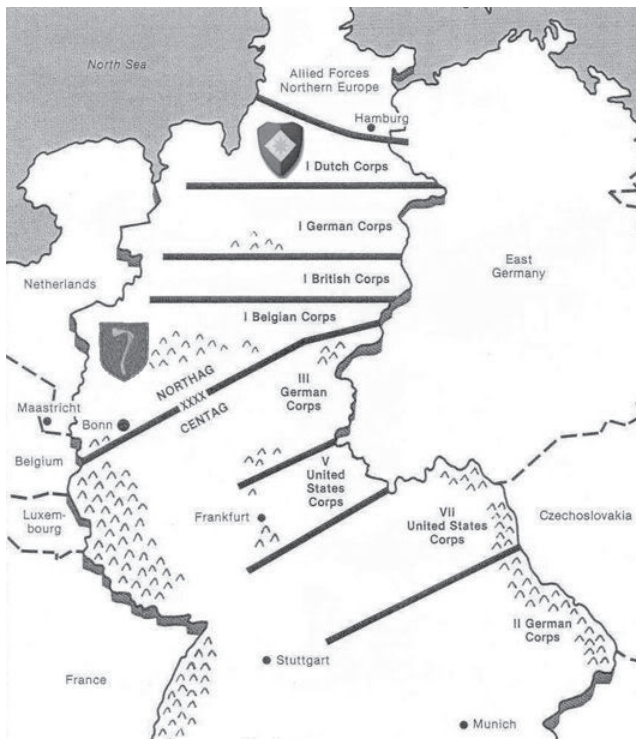 North Sea
Allied Forces
Northern Europe
Hamburg
I Dutch Corps
I German Corps
East
Germany
Netherlands
I British Corps
I Belgian Corps
NORTHAG
XXXX
CENTAG
III
German
Corps
Maastricht
Bonn
Belgium
V
United
States
Corps
Luxem-
bourg
Frankfurt
VII
United States
Corps
Czechoslovakia
II German
Corps
Stuttgart
France
Munich